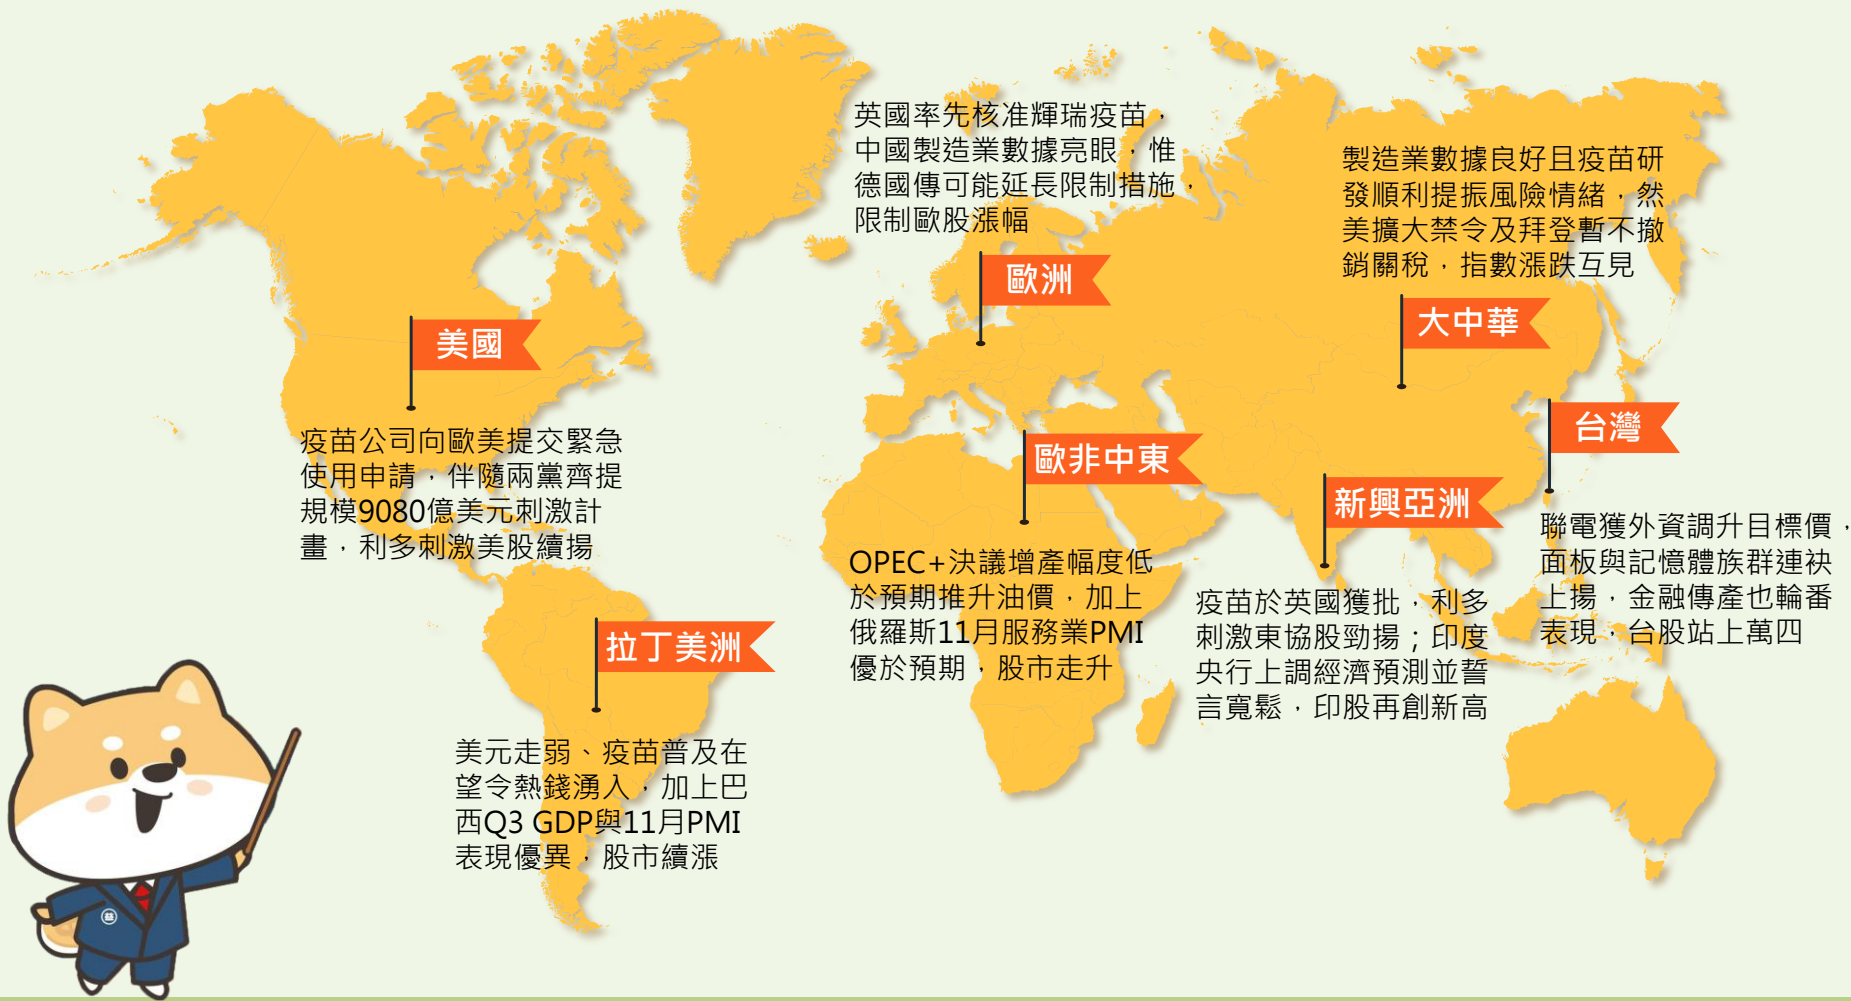 英國率先核准輝瑞疫苗，
中國製造業數據亮眼，惟
德國傳可能延長限制措施，
限制歐股漲幅
歐洲
製造業數據良好且疫苗研
發順利提振風險情緒，然
美擴大禁令及拜登暫不撤
銷關稅，指數漲跌互見
大中華
美國
疫苗公司向歐美提交緊急
使用申請，伴隨兩黨齊提
規模9080億美元刺激計
畫，利多刺激美股續揚
台灣
聯電獲外資調升目標價，
面板與記憶體族群連袂
上揚，金融傳產也輪番
表現，台股站上萬四
歐非中東
OPEC+決議增產幅度低
於預期推升油價，加上
俄羅斯11月服務業PMI
優於預期，股市走升
新興亞洲
疫苗於英國獲批，利多
刺激東協股勁揚；印度
央行上調經濟預測並誓
言寬鬆，印股再創新高
拉丁美洲
美元走弱、疫苗普及在
望令熱錢湧入，加上巴
西Q3 GDP與11月PMI
表現優異，股市續漲